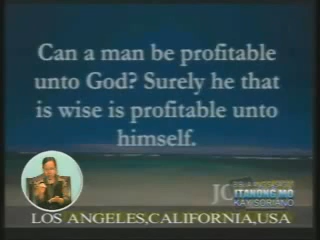 Can a man be profitable
unto God? Surely he that
is wise is profitable unto
himself.
JO
ITANONG MO
KAY SORIANO
LOS ANGELES,CALIFORNIA,USA